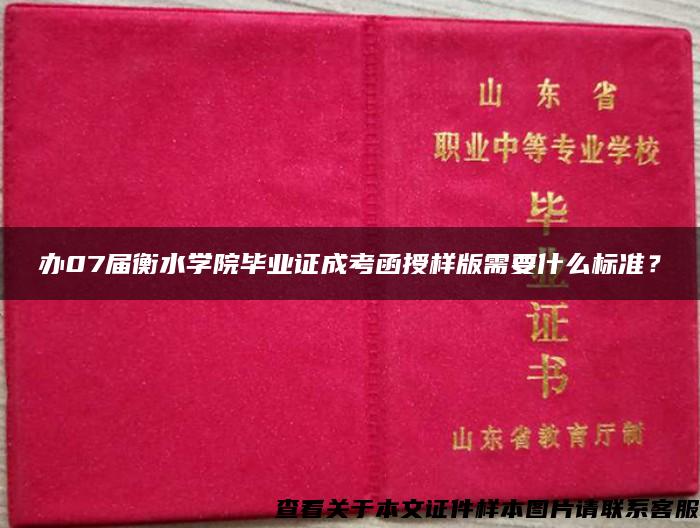 山东省
职业中等专业学校
毕业证书
办07届衡水学院毕业证成考函授样版需要什么标准？
山东省教育厅制
查看关于本文证件样本图片请联系客服